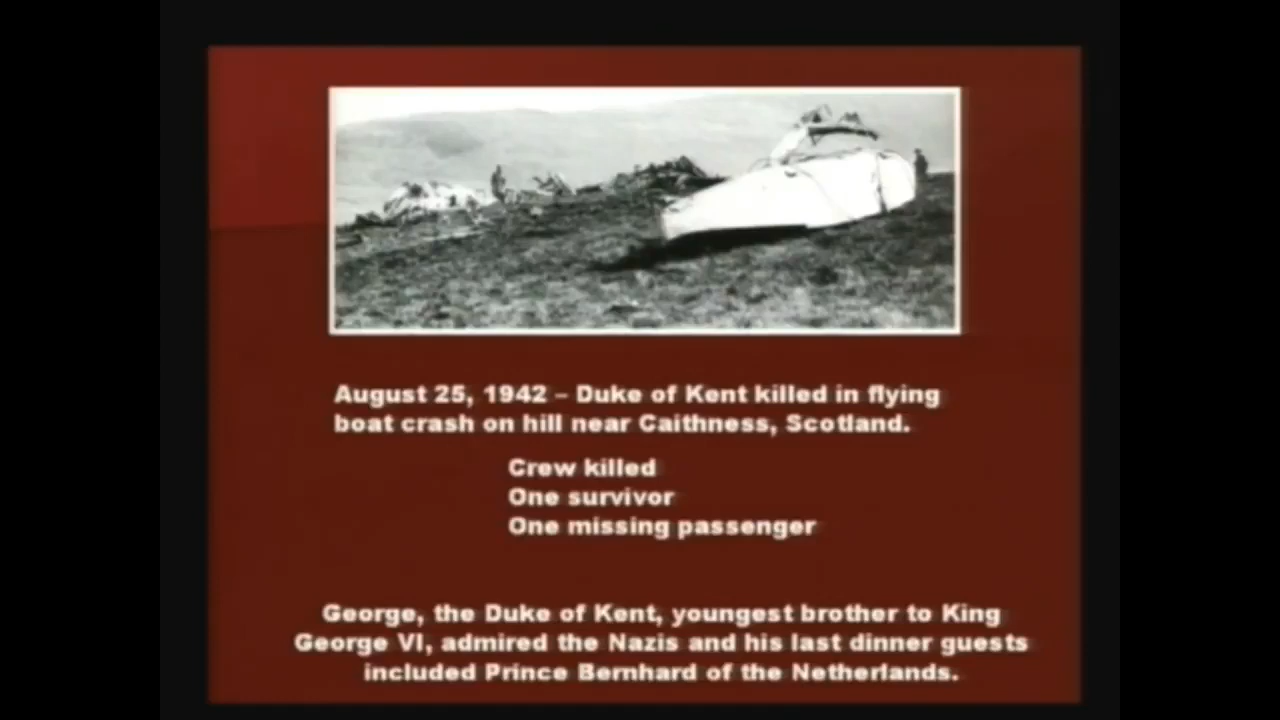 August 25, 1942 – Duke of Kent killed in flying
boat crash on hill near Caithness, Scotland.
Crew killed
One survivor
One missing passenger
George, the Duke of Kent, youngest brother to King
George VI, admired the Nazis and his last dinner guests
included Prince Bernhard of the Netherlands.